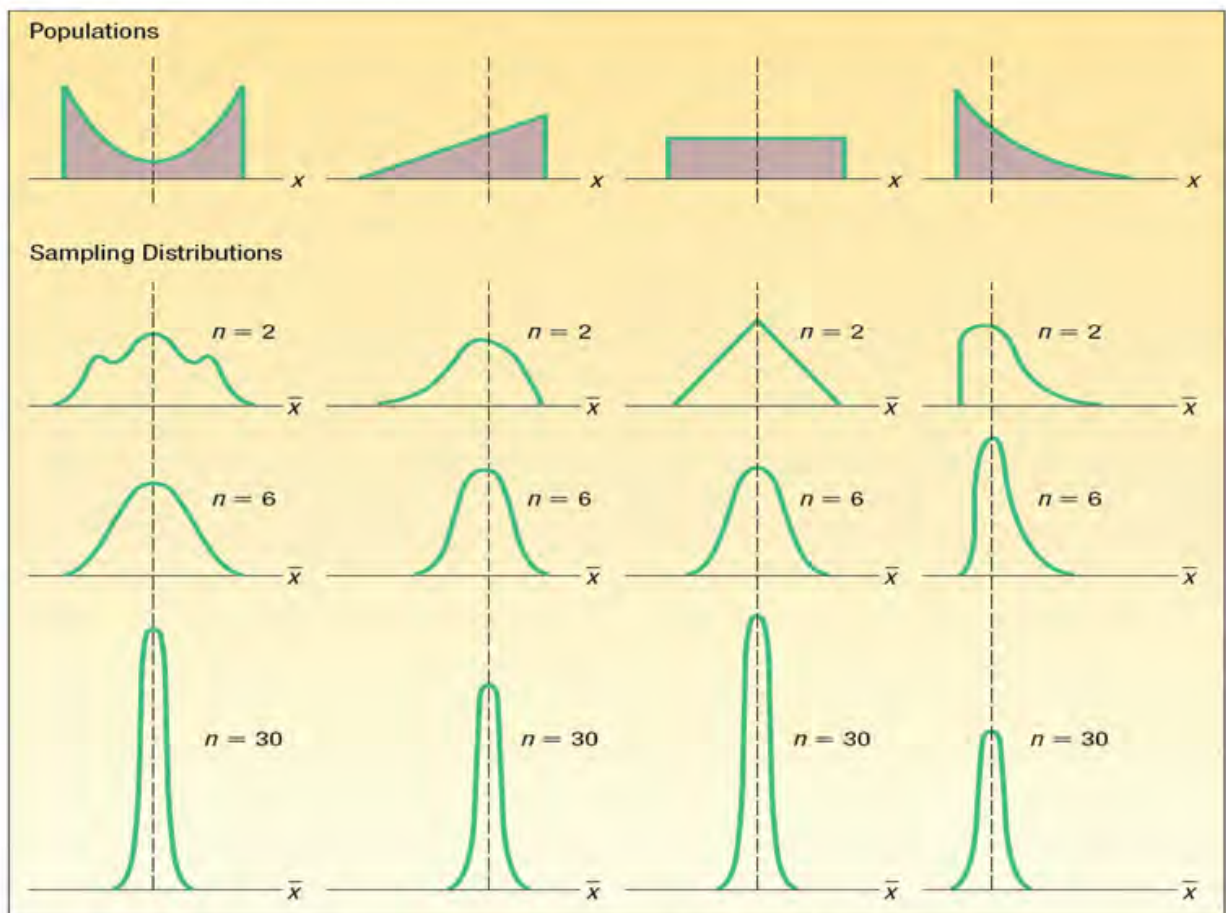 Populations
x x x x
Sampling Distributions
n = 2 n = 2 n = 2 n = 2
x̄ x̄ x̄ x̄
n = 6 n = 6 n = 6 n = 6
x̄ x̄ x̄ x̄
n = 30 n = 30 n = 30 n = 30
x̄ x̄ x̄ x̄